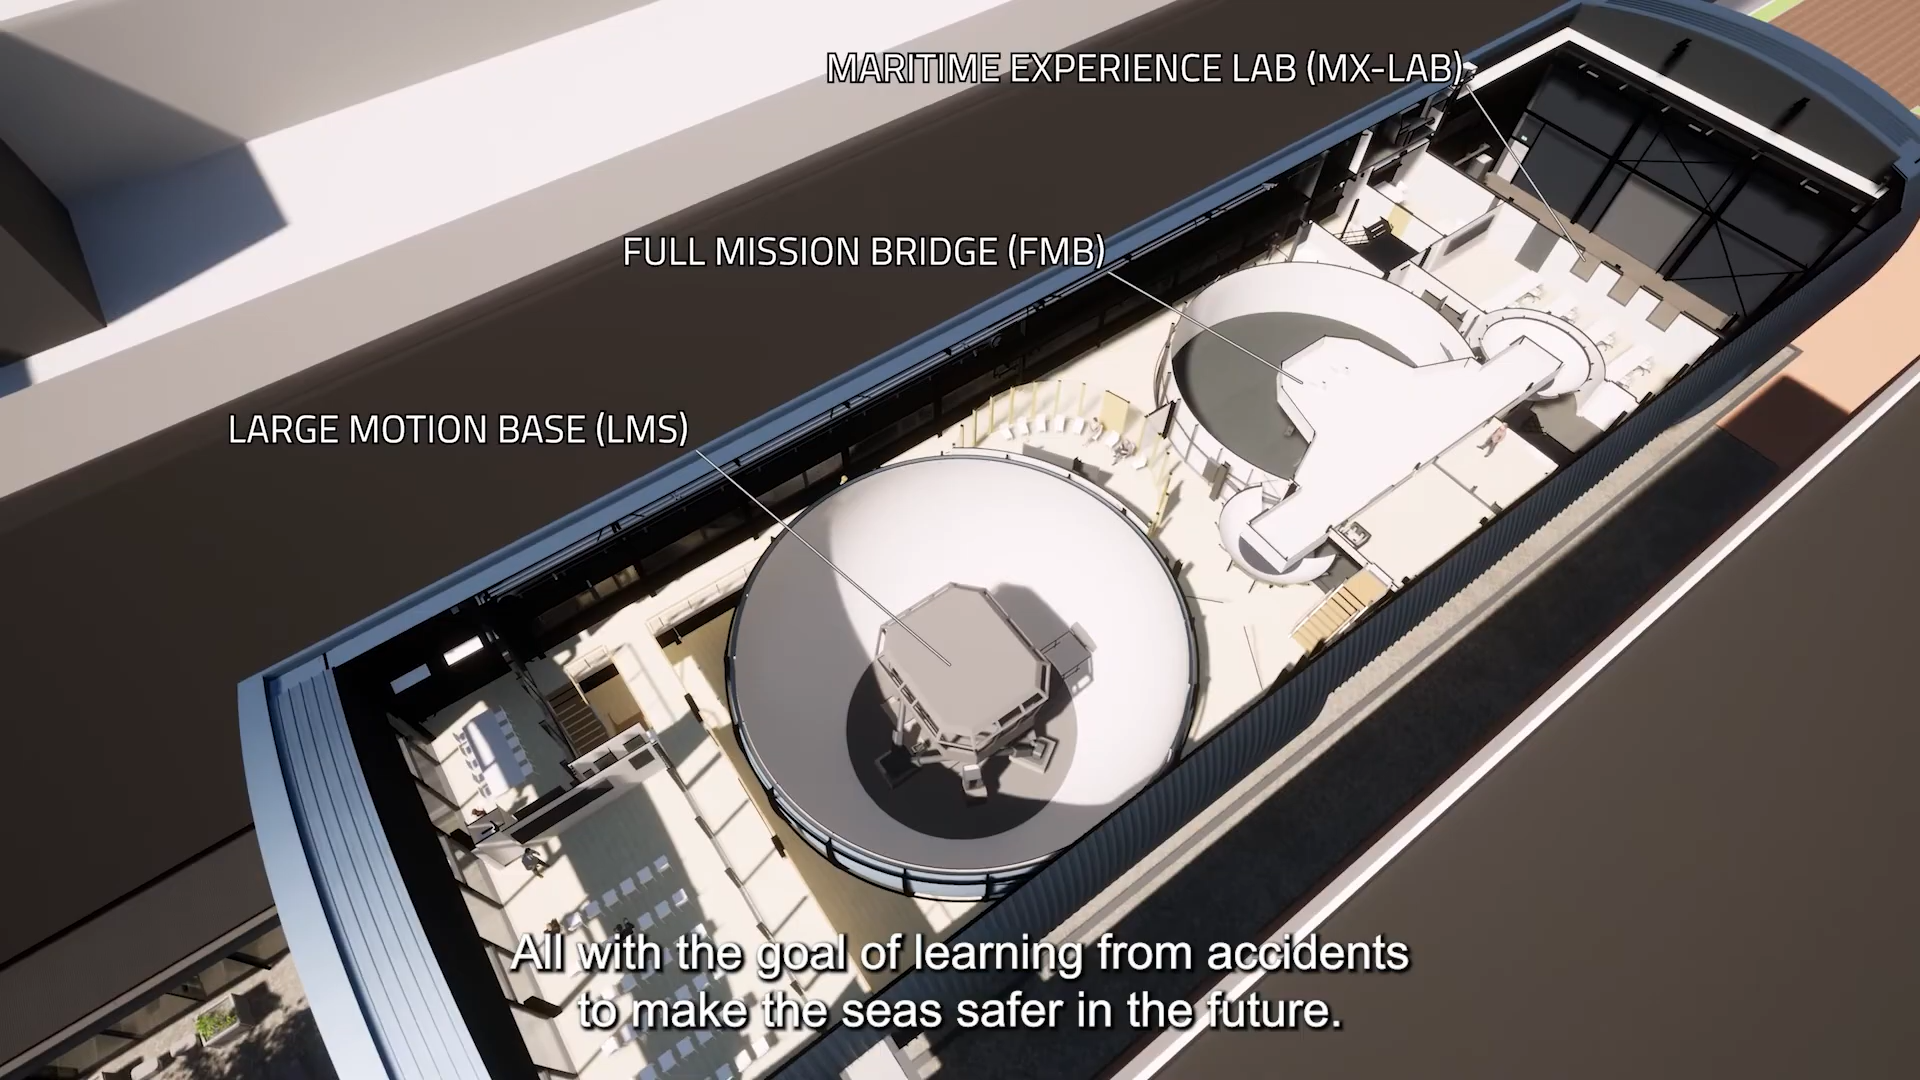 MARITIME EXPERIENCE LAB (MX-LAB)
FULL MISSION BRIDGE (FMB)
LARGE MOTION BASE (LMS)
All with the goal of learning from accidents
to make the seas safer in the future.